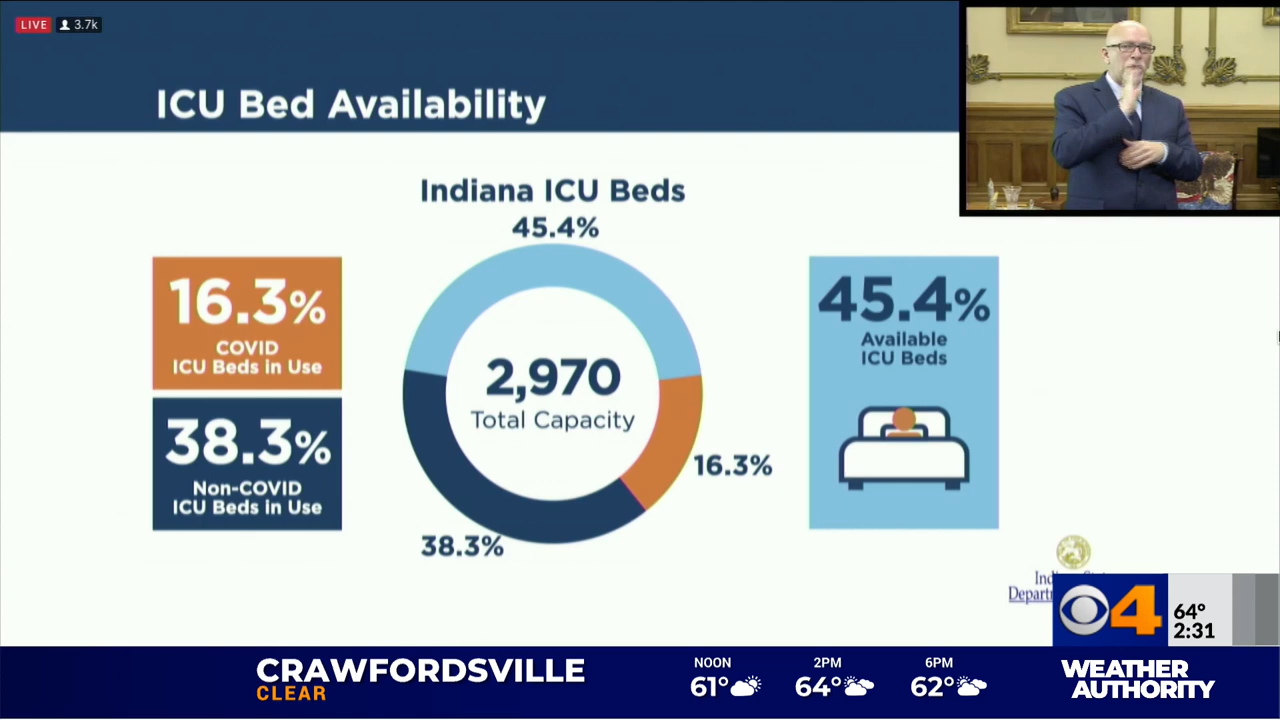 LIVE 3.7k
ICU Bed Availability
Indiana ICU Beds
45.4%
16.3%
COVID
ICU Beds in Use
38.3%
Non-COVID
ICU Beds in Use
2,970
Total Capacity
16.3%
38.3%
45.4%
Available
ICU Beds
4
64°
2:31
CRAWFORDSVILLE
CLEAR
NOON 2PM 6PM
61° 64° 62°
WEATHER
AUTHORITY